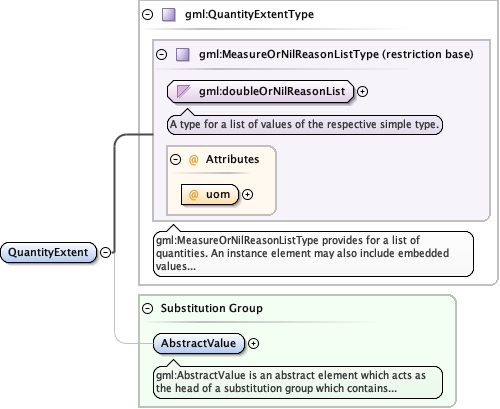 gml:QuantityExtentType
gml:MeasureOrNilReasonListType (restriction base)
gml:doubleOrNilReasonList
A type for a list of values of the respective simple type.
@ Attributes
@ uom
gml:MeasureOrNilReasonListType provides for a list of
quantities. An instance element may also include embedded
values...
QuantityExtent
Substitution Group
AbstractValue
gml:AbstractValue is an abstract element which acts as
the head of a substitution group which contains...